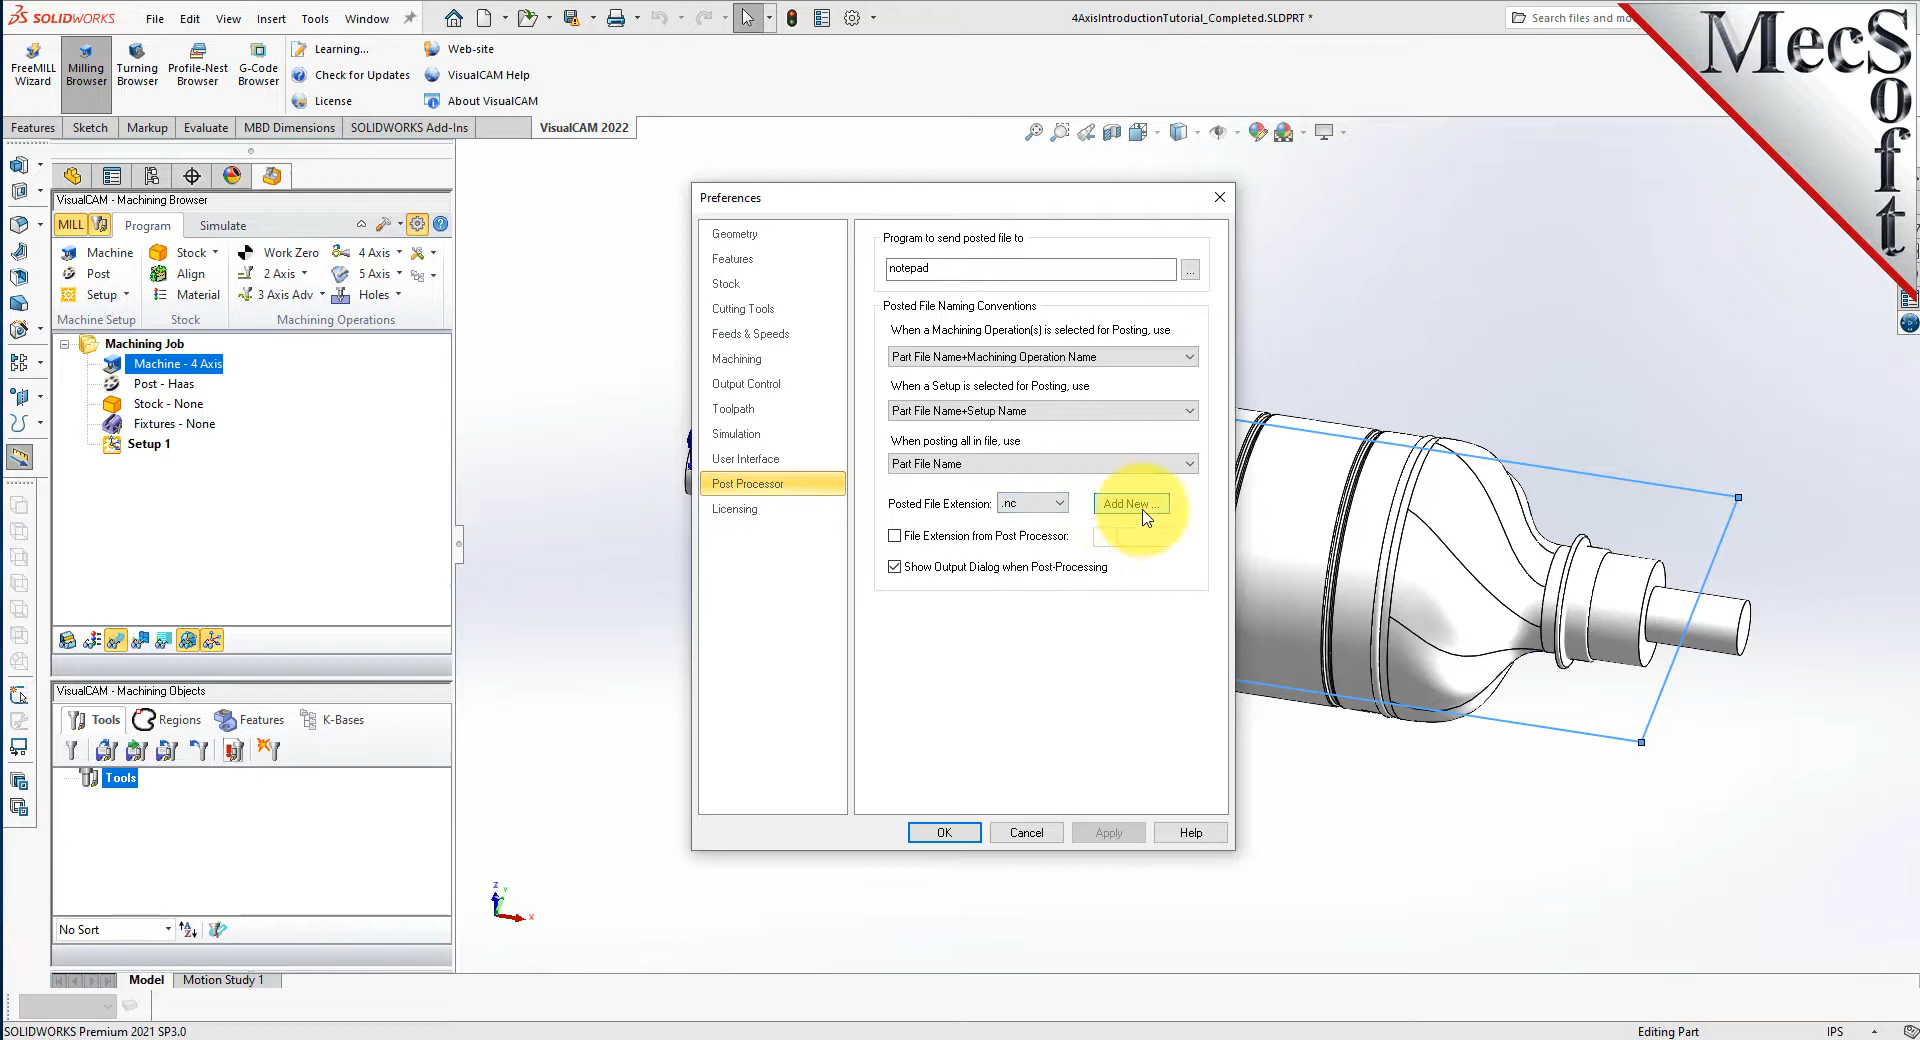 SOLIDWORKS File Edit View Insert Tools Window 4AxisIntroductionTutorial_Completed.SLDPRT * Search files and mo
MecSoft
FreeMILL Wizard
Milling Browser
Turning Browser
Profile-Nest Browser
G-Code Browser
Learning... Web-site
Check for Updates VisualCAM Help
License About VisualCAM
Features Sketch Markup Evaluate MBD Dimensions SOLIDWORKS Add-Ins VisualCAM 2022
VisualCAM - Machining Browser
MILL Program Simulate
Machine Stock Work Zero 4 Axis
Post Align 2 Axis 5 Axis
Setup Material 3 Axis Adv Holes
Machine Setup Stock Machining Operations
Machining Job
Machine - 4 Axis
Post - Haas
Stock - None
Fixtures - None
Setup 1
VisualCAM - Machining Objects
Tools Regions Features K-Bases
Tools
No Sort
Model Motion Study 1
SOLIDWORKS Premium 2021 SP3.0 Editing Part IPS
Preferences
Geometry
Features
Stock
Cutting Tools
Feeds & Speeds
Machining
Output Control
Toolpath
Simulation
User Interface
Post Processor
Licensing
Program to send posted file to
notepad ...
Posted File Naming Conventions
When a Machining Operation(s) is selected for Posting, use
Part File Name+Machining Operation Name
When a Setup is selected for Posting, use
Part File Name+Setup Name
When posting all in file, use
Part File Name
Posted File Extension: .nc Add New ...
File Extension from Post Processor:
Show Output Dialog when Post-Processing
OK Cancel Apply Help
Z Y X